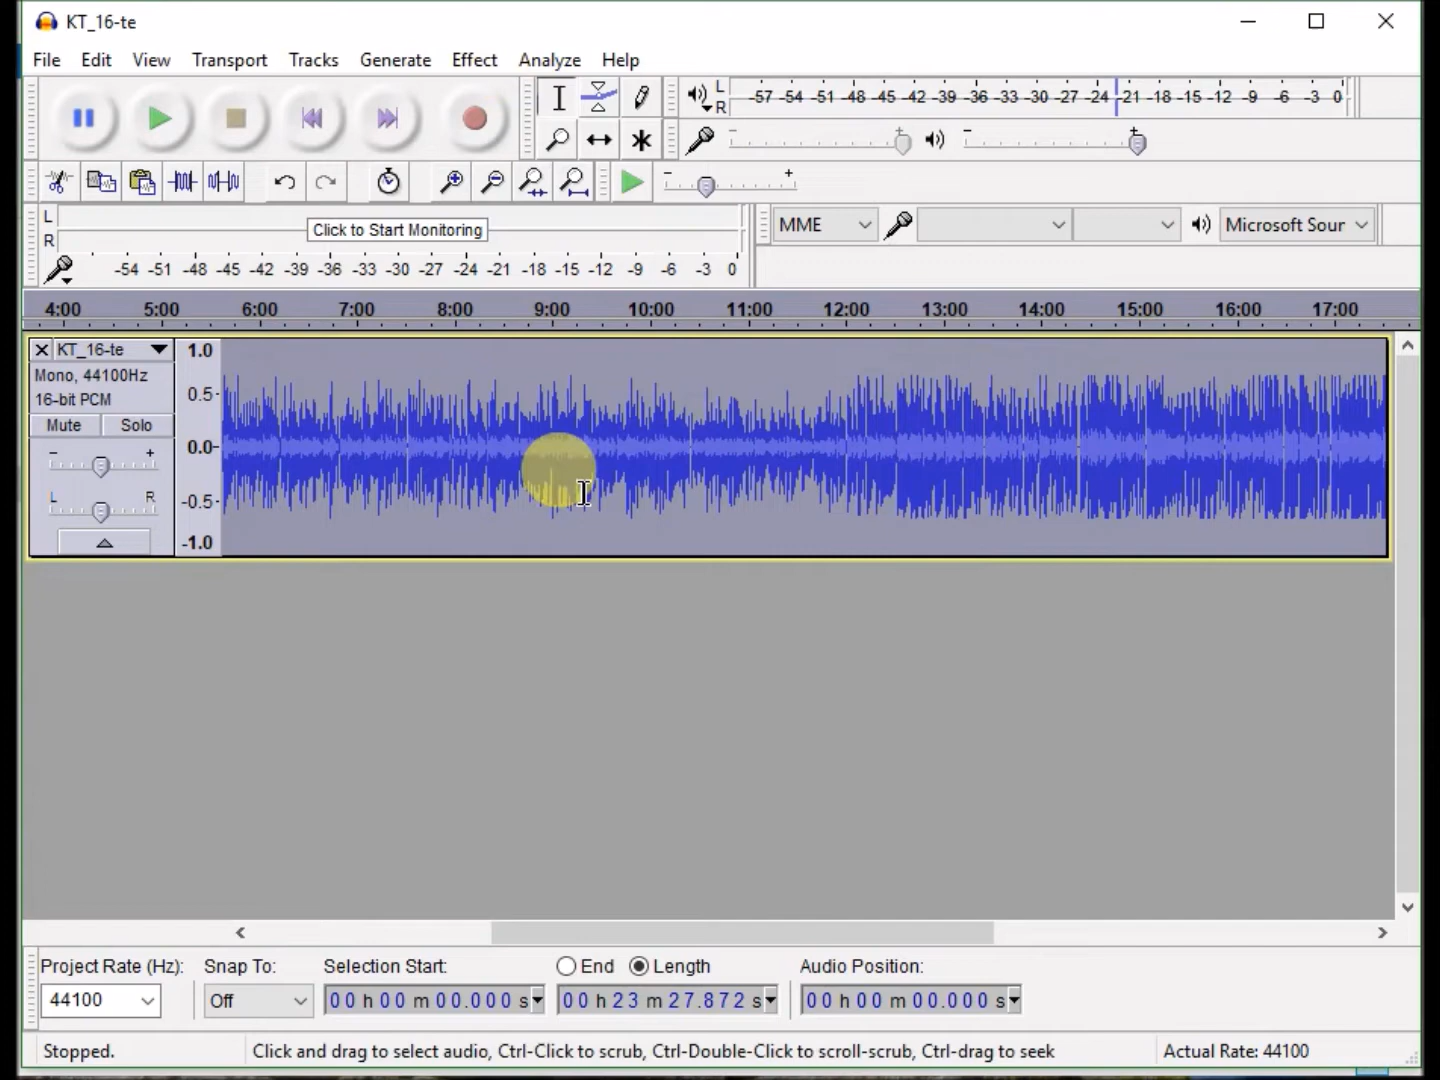 KT_16-te
File Edit View Transport Tracks Generate Effect Analyze Help
L
R
-57 -54 -51 -48 -45 -42 -39 -36 -33 -30 -27 -24 -21 -18 -15 -12 -9 -6 -3 0
- + - +
- +
L
R
Click to Start Monitoring
-54 -51 -48 -45 -42 -39 -36 -33 -30 -27 -24 -21 -18 -15 -12 -9 -6 -3 0
MME Microsoft Sour
4:00 5:00 6:00 7:00 8:00 9:00 10:00 11:00 12:00 13:00 14:00 15:00 16:00 17:00
KT_16-te
Mono, 44100Hz
16-bit PCM
Mute Solo
- +
L R
1.0
0.5
0.0
-0.5
-1.0
Project Rate (Hz): Snap To: Selection Start: End Length Audio Position:
44100 Off 00 h 00 m 00.000 s 00 h 23 m 27.872 s 00 h 00 m 00.000 s
Stopped. Click and drag to select audio, Ctrl-Click to scrub, Ctrl-Double-Click to scroll-scrub, Ctrl-drag to seek Actual Rate: 44100